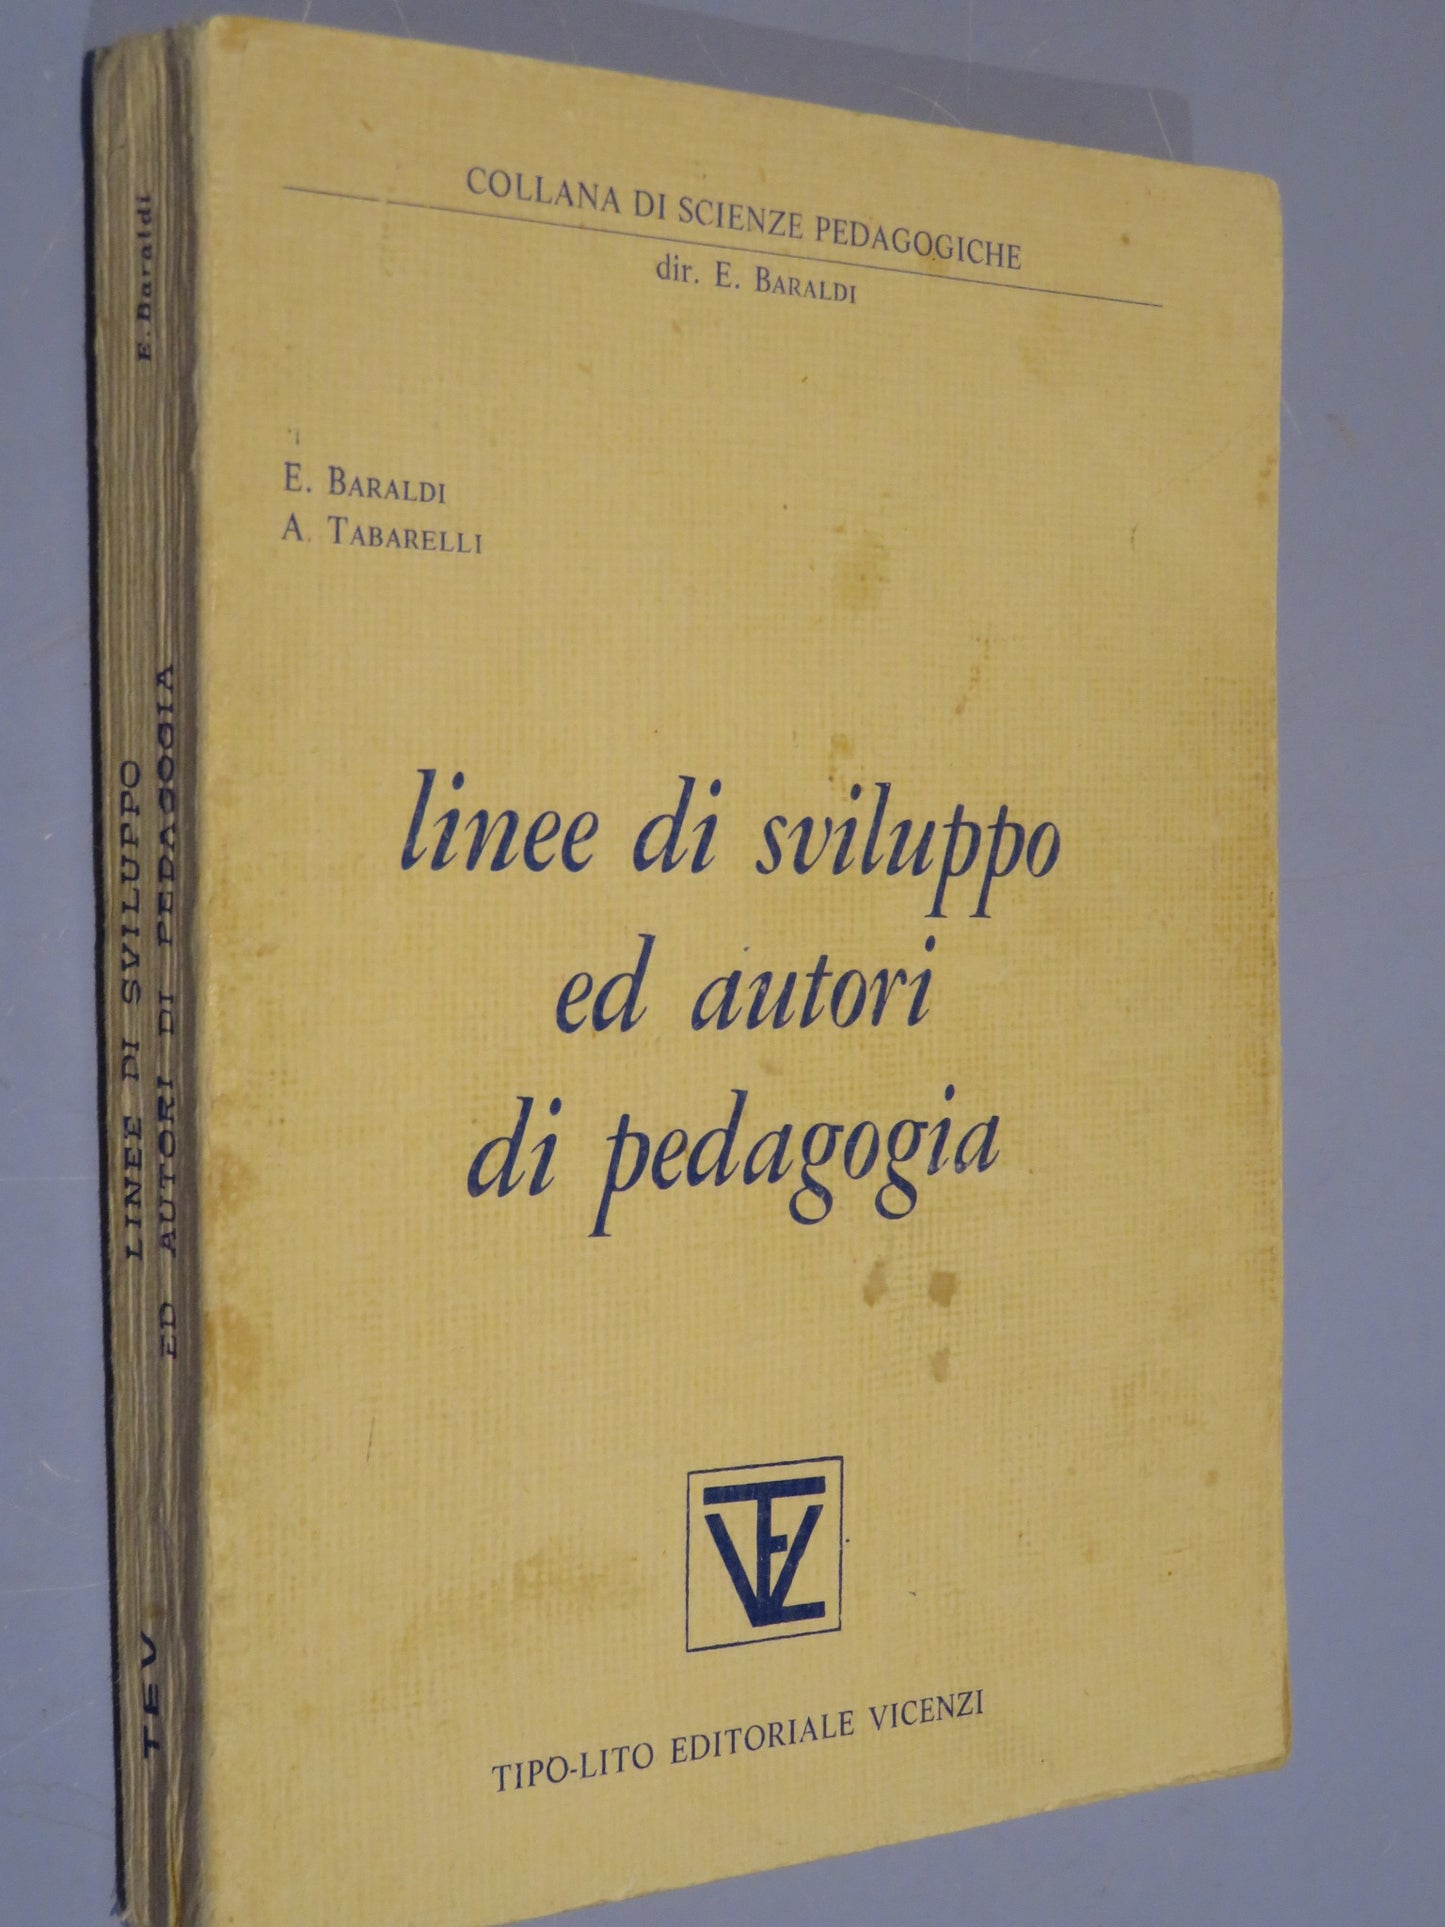 COLLANA DI SCIENZE PEDAGOGICHE
dir. E. BARALDI
E. BARALDI
A. TABARELLI
linee di sviluppo
ed autori
di pedagogia
TEV
TIPO-LITO EDITORIALE VICENZI
E. Baraldi
LINEE DI SVILUPPO
ED AUTORI DI PEDAGOGIA
TEV